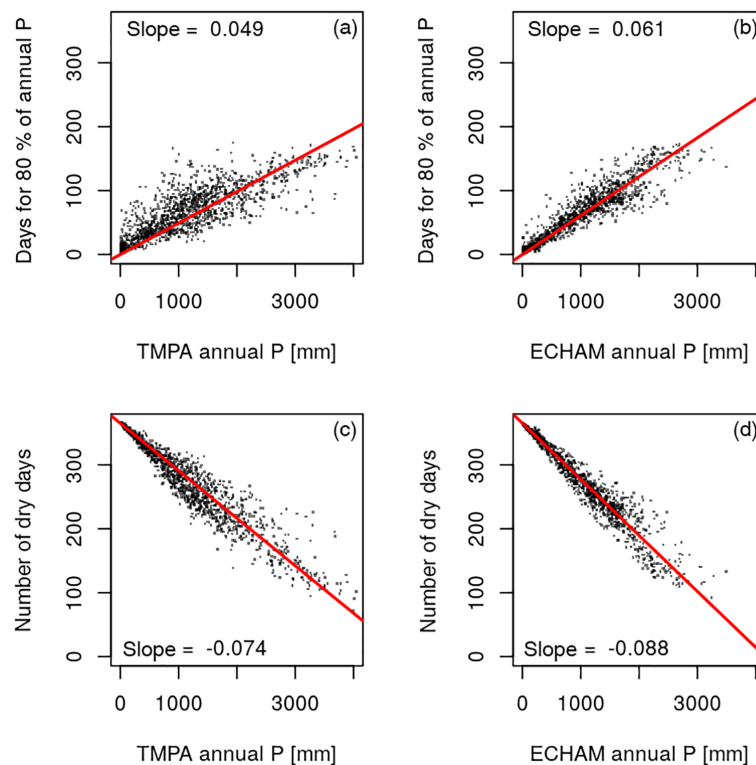 Slope = 0.049
(a)
Days for 80 % of annual P
0
100
200
300
0 1000 3000
TMPA annual P [mm]
Slope = 0.061
(b)
Days for 80 % of annual P
0
100
200
300
0 1000 3000
ECHAM annual P [mm]
(c)
Number of dry days
0
100
200
300
Slope = -0.074
0 1000 3000
TMPA annual P [mm]
(d)
Number of dry days
0
100
200
300
Slope = -0.088
0 1000 3000
ECHAM annual P [mm]